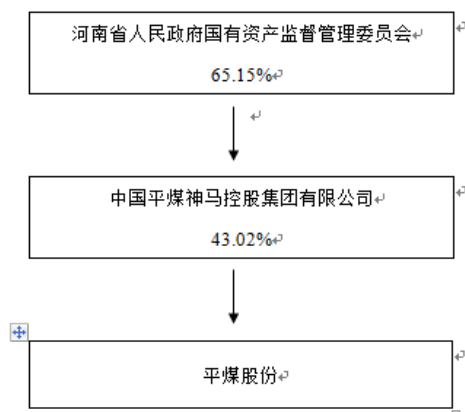 河南省人民政府国有资产监督管理委员会
65.15%
中国平煤神马控股集团有限公司
43.02%
平煤股份